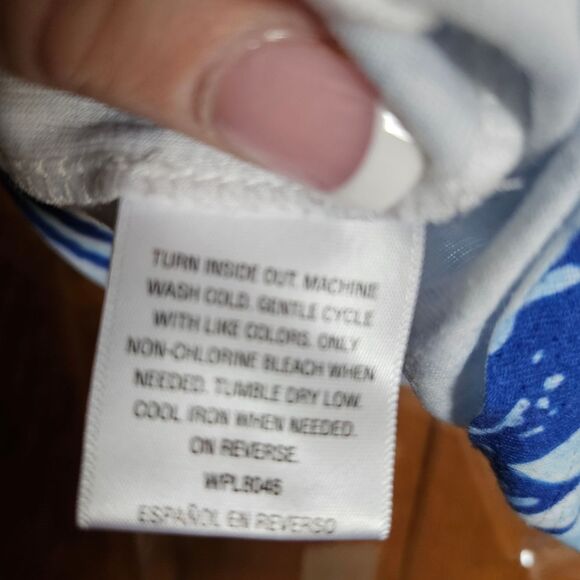 TURN INSIDE OUT. MACHINE
WASH COLD. GENTLE CYCLE
WITH LIKE COLORS. ONLY
NON-CHLORINE BLEACH WHEN
NEEDED. TUMBLE DRY LOW.
COOL IRON WHEN NEEDED.
ON REVERSE.
WPL8046
ESPAÑOL EN REVERSO